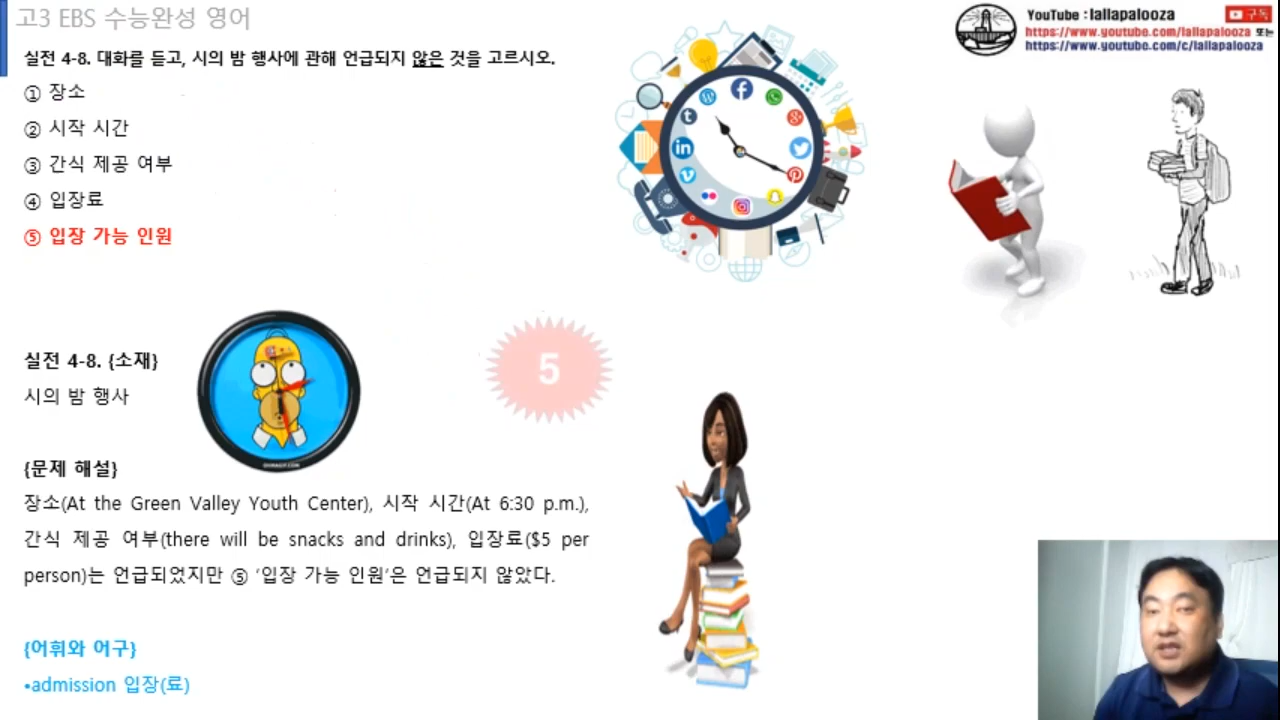 고3 EBS 수능완성 영어
YouTube : lallapalooza
구독
https://www.youtube.com/lallapalooza 또는
https://www.youtube.com/c/lallapalooza
실전 4-8. 대화를 듣고, 시의 밤 행사에 관해 언급되지 않은 것을 고르시오.
① 장소
② 시작 시간
③ 간식 제공 여부
④ 입장료
⑤ 입장 가능 인원
실전 4-8. {소재}
시의 밤 행사
5
{문제 해설}
장소(At the Green Valley Youth Center), 시작 시간(At 6:30 p.m.),
간식 제공 여부(there will be snacks and drinks), 입장료($5 per
person)는 언급되었지만 ⑤ ‘입장 가능 인원’은 언급되지 않았다.
{어휘와 어구}
•admission 입장(료)